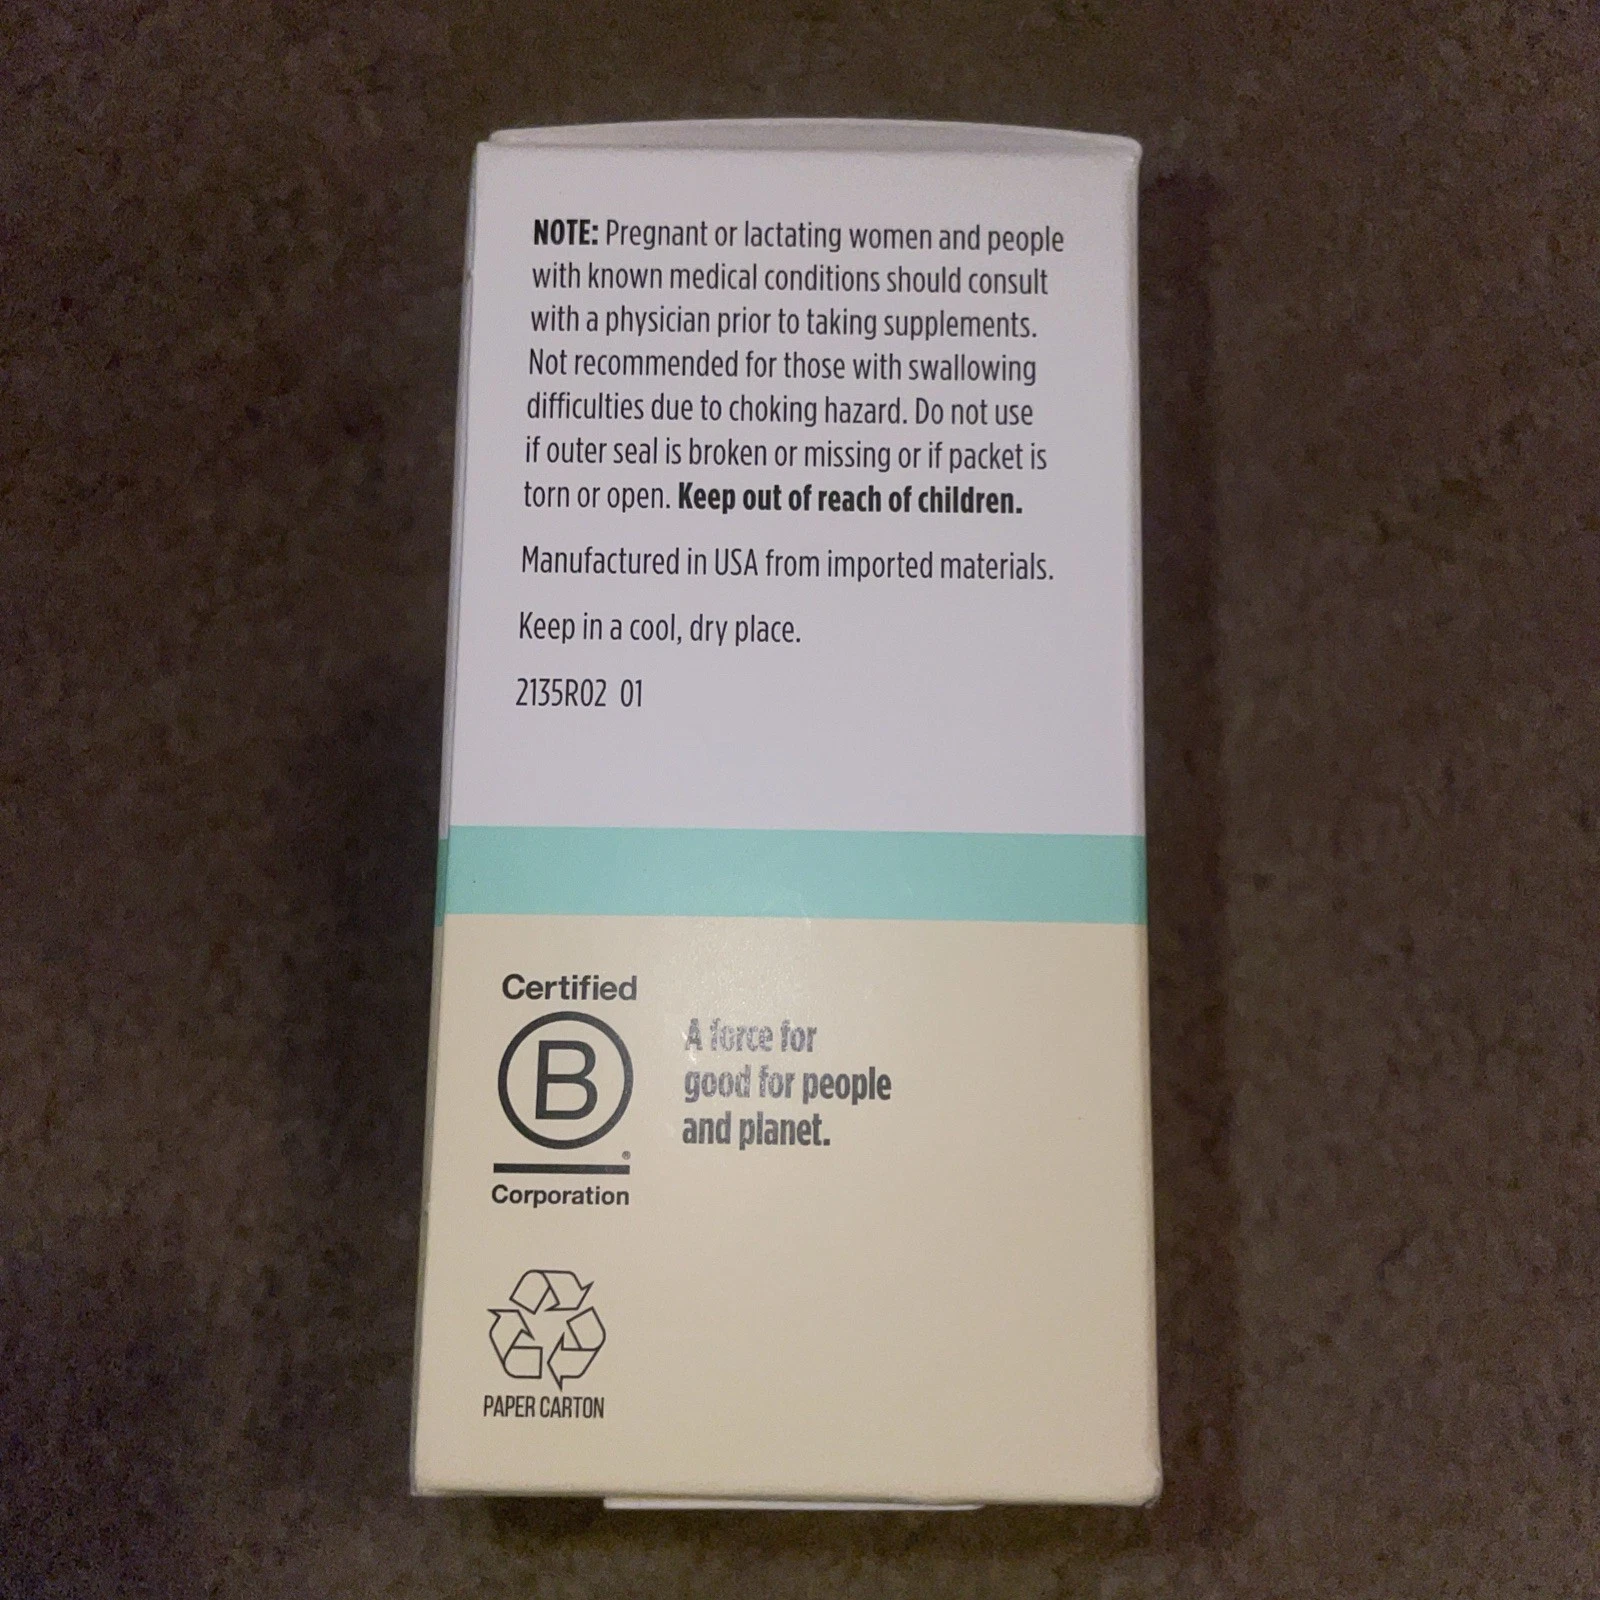 NOTE: Pregnant or lactating women and people
with known medical conditions should consult
with a physician prior to taking supplements.
Not recommended for those with swallowing
difficulties due to choking hazard. Do not use
if outer seal is broken or missing or if packet is
torn or open. Keep out of reach of children.
Manufactured in USA from imported materials.
Keep in a cool, dry place.
2135R02 01
Certified
B
®
Corporation
A force for
good for people
and planet.
PAPER CARTON